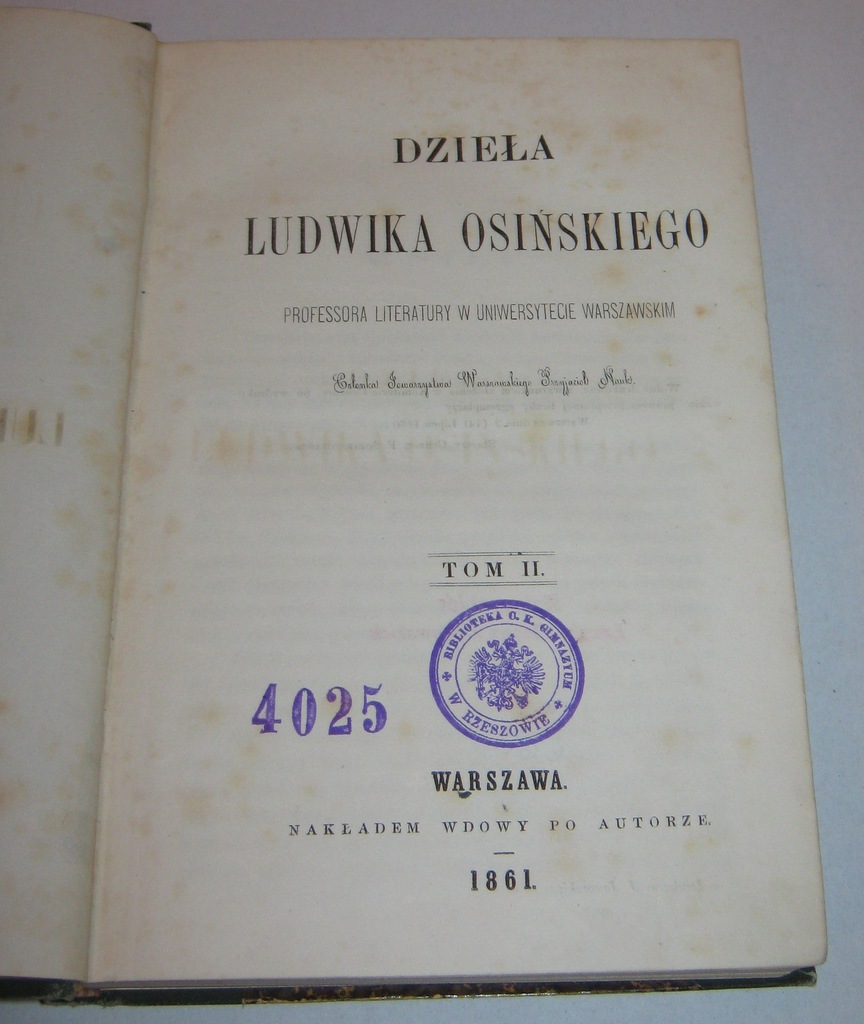 DZIEŁA
LUDWIKA OSIŃSKIEGO
PROFESSORA LITERATURY W UNIWERSYTECIE WARSZAWSKIM
Członka Towarzystwa Warszawskiego Przyjaciół Nauk.
TOM II.
BIBLIOTEKA C. K. GIMNAZYUM
W RZESZOWIE
4025
WARSZAWA.
NAKŁADEM WDOWY PO AUTORZE.
1861.